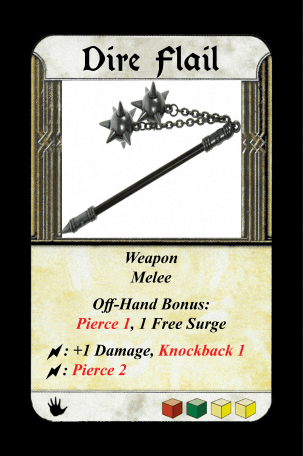 Dire Flail
Weapon
Melee
Off-Hand Bonus:
Pierce 1, 1 Free Surge
: +1 Damage, Knockback 1
: Pierce 2